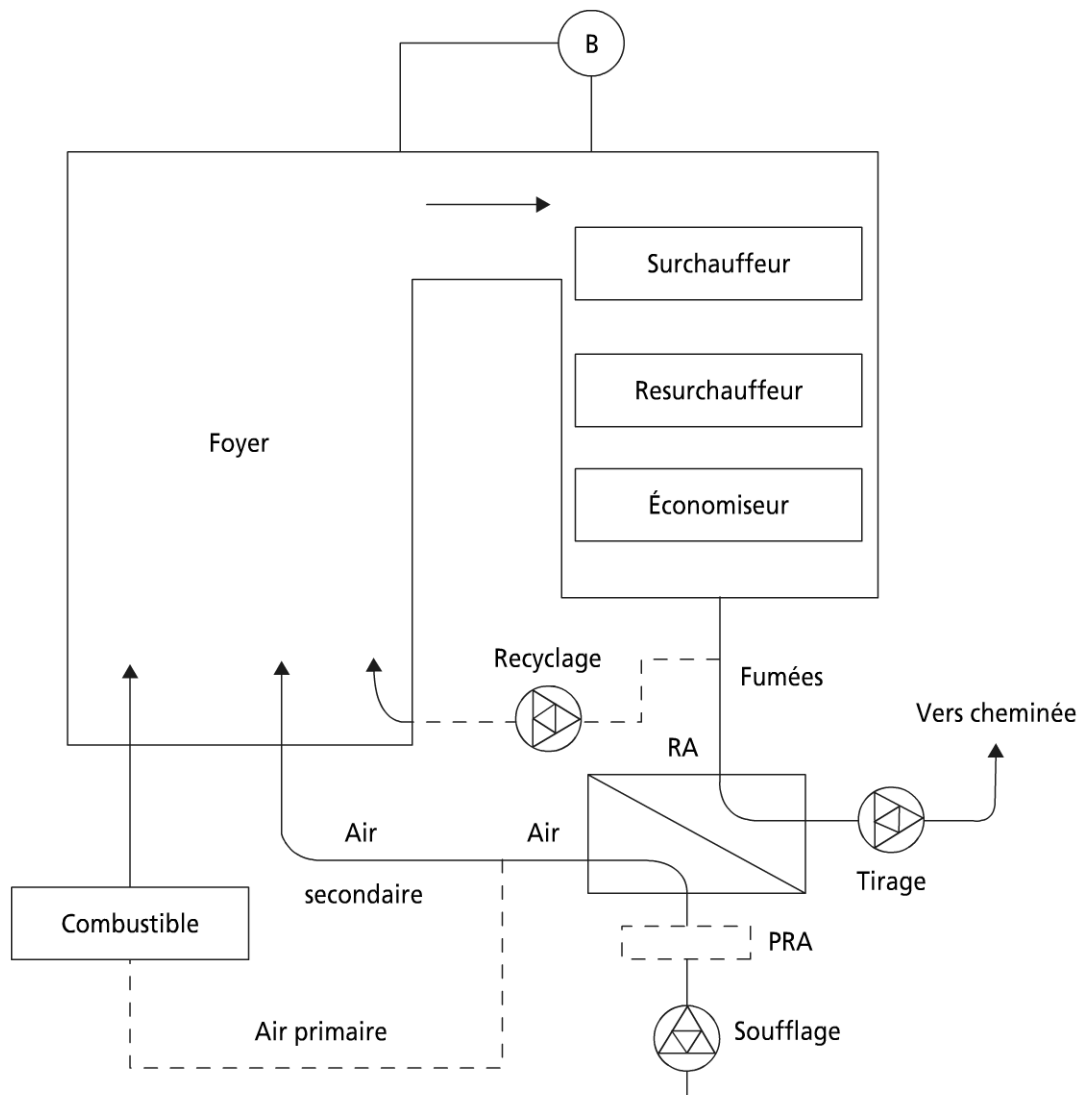 B
Surchauffeur
Resurchauffeur
Foyer
Économiseur
Recyclage
Fumées
Vers cheminée
RA
Air
Air
secondaire
Tirage
Combustible
PRA
Air primaire
Soufflage